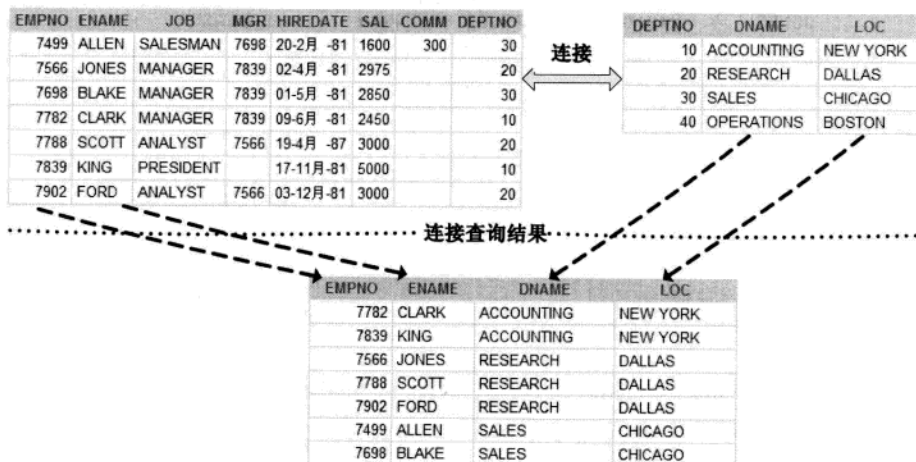 EMPNO ENAME JOB MGR HIREDATE SAL COMM DEPTNO
7499 ALLEN SALESMAN 7698 20-2月 -81 1600 300 30
7566 JONES MANAGER 7839 02-4月 -81 2975 20
7698 BLAKE MANAGER 7839 01-5月 -81 2850 30
7782 CLARK MANAGER 7839 09-6月 -81 2450 10
7788 SCOTT ANALYST 7566 19-4月 -87 3000 20
7839 KING PRESIDENT 17-11月-81 5000 10
7902 FORD ANALYST 7566 03-12月-81 3000 20
连接
DEPTNO DNAME LOC
10 ACCOUNTING NEW YORK
20 RESEARCH DALLAS
30 SALES CHICAGO
40 OPERATIONS BOSTON
连接查询结果
EMPNO ENAME DNAME LOC
7782 CLARK ACCOUNTING NEW YORK
7839 KING ACCOUNTING NEW YORK
7566 JONES RESEARCH DALLAS
7788 SCOTT RESEARCH DALLAS
7902 FORD RESEARCH DALLAS
7499 ALLEN SALES CHICAGO
7698 BLAKE SALES CHICAGO